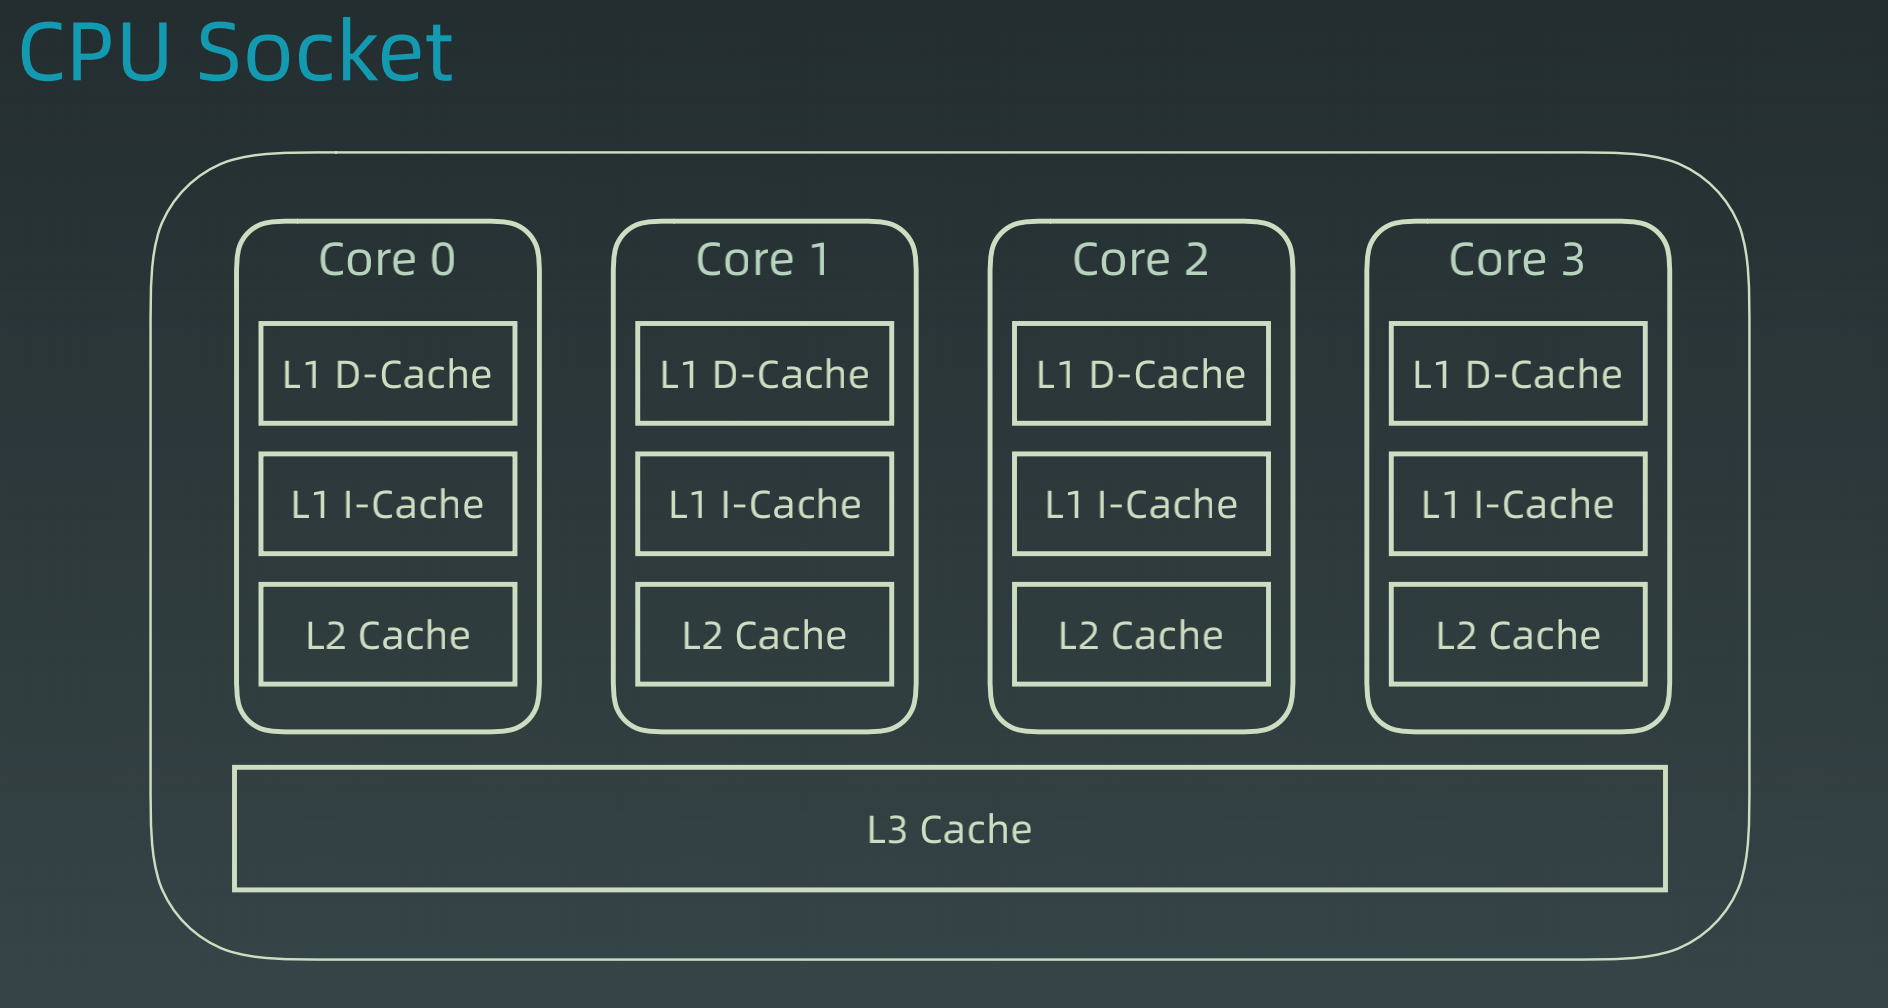 CPU Socket
Core 0
Core 1
Core 2
Core 3
L1 D-Cache
L1 D-Cache
L1 D-Cache
L1 D-Cache
L1 I-Cache
L1 I-Cache
L1 I-Cache
L1 I-Cache
L2 Cache
L2 Cache
L2 Cache
L2 Cache
L3 Cache